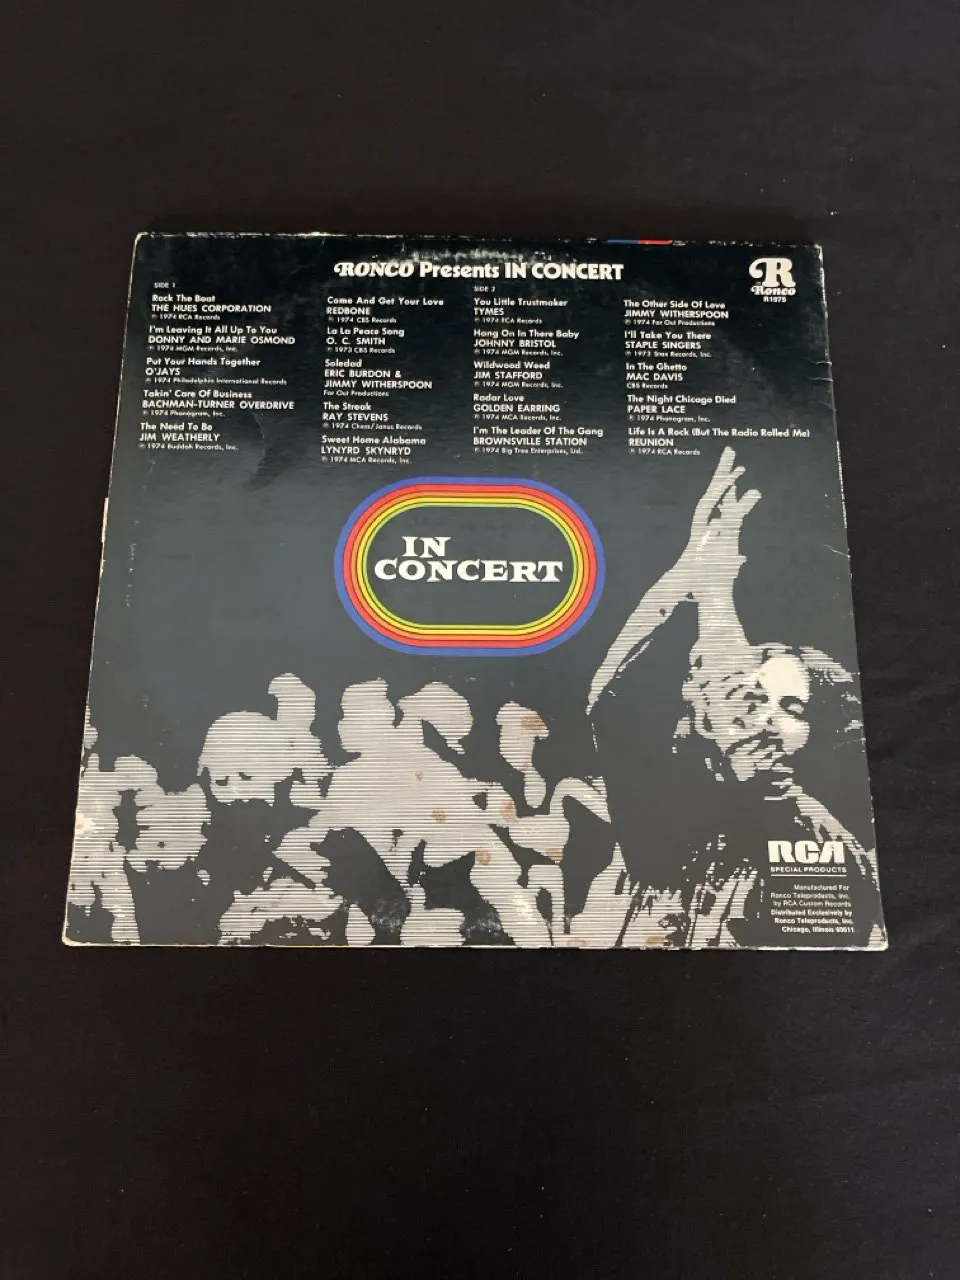 RONCO Presents IN CONCERT
R
Ronco
R1975
SIDE 1
Rock The Boat
THE HUES CORPORATION
℗ 1974 RCA Records
I'm Leaving It All Up To You
DONNY AND MARIE OSMOND
℗ 1974 MGM Records, Inc.
Put Your Hands Together
O'JAYS
℗ 1974 Philadelphia International Records
Takin' Care Of Business
BACHMAN-TURNER OVERDRIVE
℗ 1974 Phonogram, Inc.
The Need To Be
JIM WEATHERLY
℗ 1974 Buddah Records, Inc.
Come And Get Your Love
REDBONE
℗ 1974 CBS Records
La La Peace Song
O. C. SMITH
℗ 1973 CBS Records
Soledad
ERIC BURDON &
JIMMY WITHERSPOON
Far Out Productions
The Streak
RAY STEVENS
℗ 1974 Chess/Janus Records
Sweet Home Alabama
LYNYRD SKYNYRD
℗ 1974 MCA Records, Inc.
SIDE 2
You Little Trustmaker
TYMES
℗ 1974 RCA Records
Hang On In There Baby
JOHNNY BRISTOL
℗ 1974 MGM Records, Inc.
Wildwood Weed
JIM STAFFORD
℗ 1974 MGM Records, Inc.
Radar Love
GOLDEN EARRING
℗ 1974 MCA Records, Inc.
I'm The Leader Of The Gang
BROWNSVILLE STATION
℗ 1974 Big Tree Enterprises, Ltd.
The Other Side Of Love
JIMMY WITHERSPOON
℗ 1974 Far Out Productions
I'll Take You There
STAPLE SINGERS
℗ 1973 Stax Records, Inc.
In The Ghetto
MAC DAVIS
CBS Records
The Night Chicago Died
PAPER LACE
℗ 1974 Phonogram, Inc.
Life Is A Rock (But The Radio Rolled Me)
REUNION
℗ 1974 RCA Records
IN
CONCERT
RCA
SPECIAL PRODUCTS
Manufactured For
Ronco Teleproducts, Inc.
by RCA Custom Records
Distributed Exclusively by
Ronco Teleproducts, Inc.
Chicago, Illinois 60611